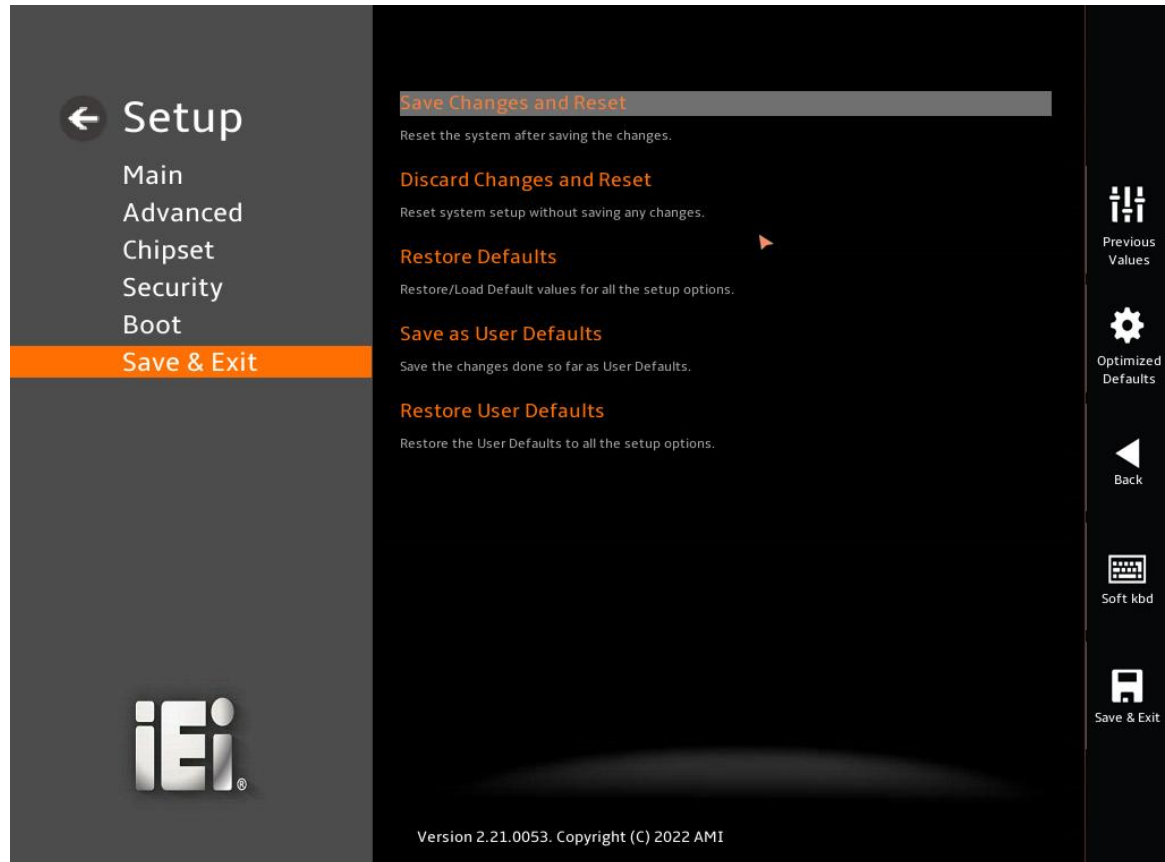 Setup
Main
Advanced
Chipset
Security
Boot
Save & Exit
iEi®
Save Changes and Reset
Reset the system after saving the changes.
Discard Changes and Reset
Reset system setup without saving any changes.
Restore Defaults
Restore/Load Default values for all the setup options.
Save as User Defaults
Save the changes done so far as User Defaults.
Restore User Defaults
Restore the User Defaults to all the setup options.
Version 2.21.0053. Copyright (C) 2022 AMI
Previous
Values
Optimized
Defaults
Back
Soft kbd
Save & Exit